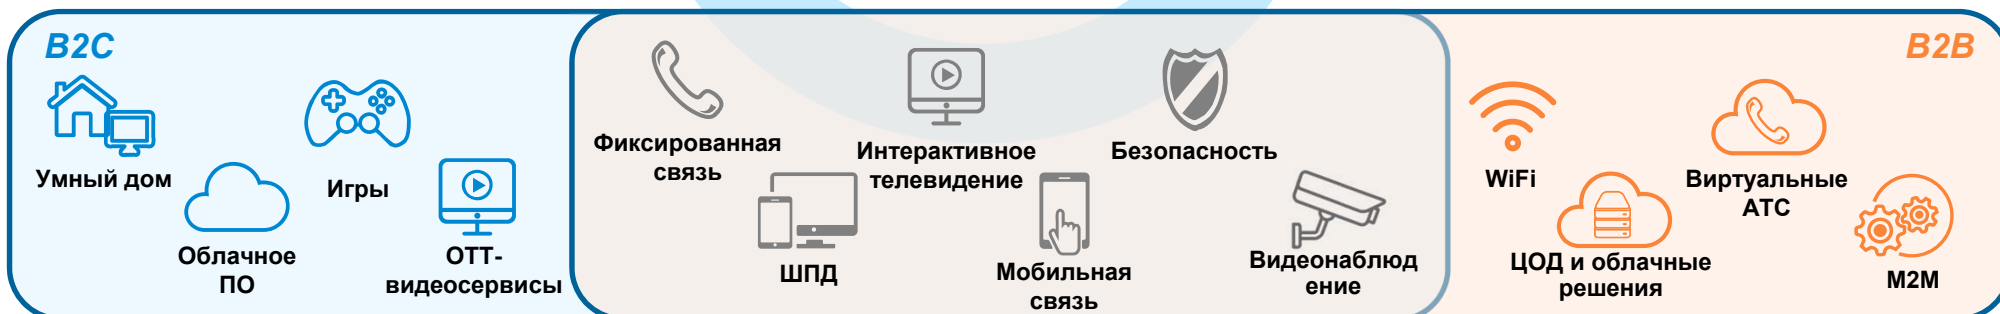 B2C
Умный дом
Облачное
ПО
Игры
ОТТ-
видеосервисы
Фиксированная
связь
ШПД
Интерактивное
телевидение
Мобильная
связь
Безопасность
Видеонаблюд
ение
B2B
WiFi
ЦОД и облачные
решения
Виртуальные
АТС
М2М